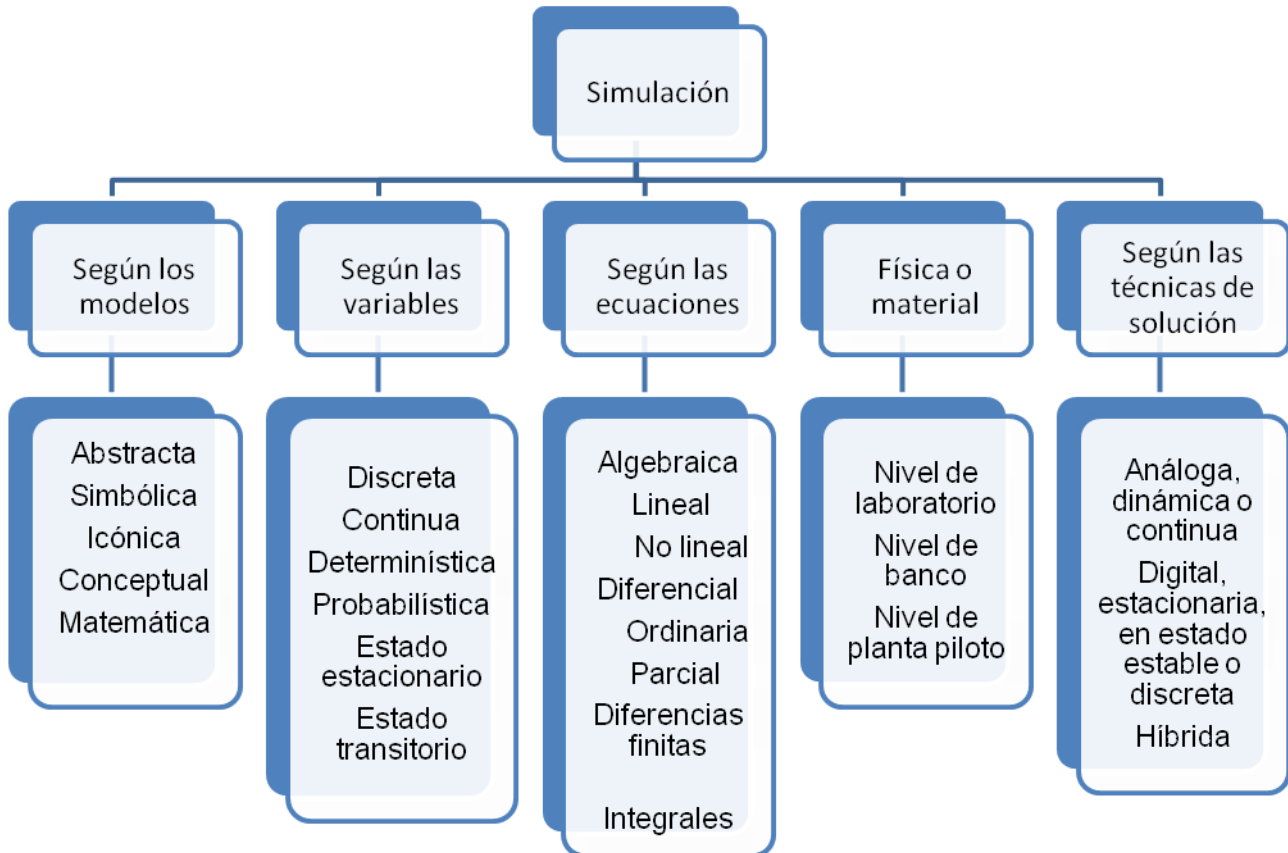 Simulación
Según los
modelos
Según las
variables
Según las
ecuaciones
Física o
material
Según las
técnicas de
solución
Abstracta
Simbólica
Icónica
Conceptual
Matemática
Discreta
Continua
Determinística
Probabilística
Estado
estacionario
Estado
transitorio
Algebraica
Lineal
No lineal
Diferencial
Ordinaria
Parcial
Diferencias
finitas
Integrales
Nivel de
laboratorio
Nivel de
banco
Nivel de
planta piloto
Análoga,
dinámica o
continua
Digital,
estacionaria,
en estado
estable o
discreta
Híbrida